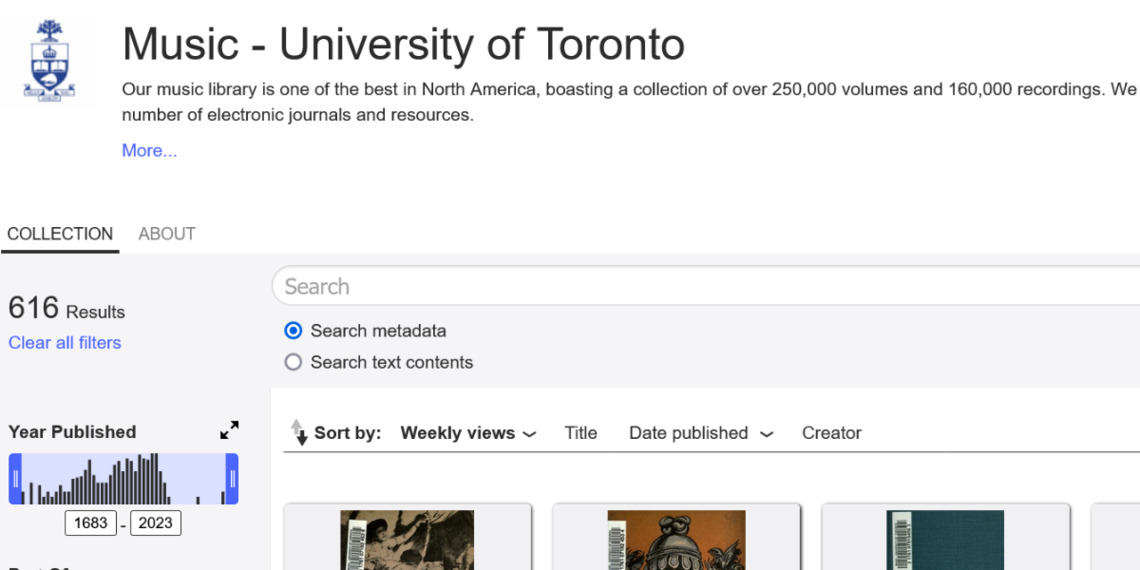 Music - University of Toronto
Our music library is one of the best in North America, boasting a collection of over 250,000 volumes and 160,000 recordings. We
number of electronic journals and resources.
More...
COLLECTION ABOUT
Search
616 Results
Search metadata
Clear all filters
Search text contents
Year Published
Sort by: Weekly views Title Date published Creator
1683 - 2023